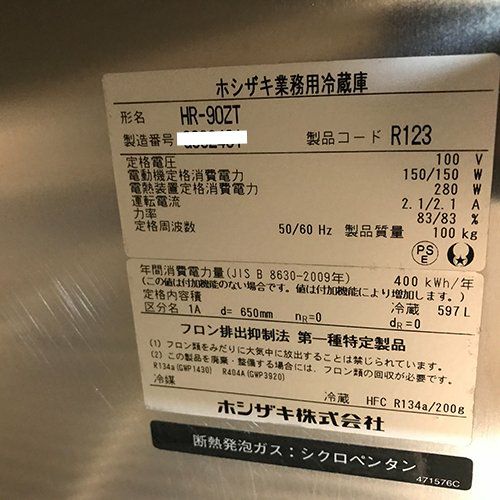 ホシザキ業務用冷蔵庫
形名 HR-90ZT
製造番号 製品コード R123
定格電圧 100 V
電動機定格消費電力 150/150 W
電熱装置定格消費電力 280 W
運転電流 2.1/2.1 A
力率 83/83 %
定格周波数 50/60 Hz 製品質量 100 kg
PS E
年間消費電力量(JIS B 8630-2009年) 400 kWh/年
(この値は付加機能のない場合です。値は付加機能により増加します。)
定格内容積 冷蔵 597 L
区分名 1A d= 650mm nR=0 dR=0
フロン排出抑制法 第一種特定製品
(1) フロン類をみだりに大気中に放出することは禁じられています。
(2) この製品を廃棄・整備する場合には、フロン類の回収が必要です。
R134a(GWP1430) R404A(GWP3920)
冷媒 冷蔵 HFC R134a/200g
ホシザキ株式会社
断熱発泡ガス:シクロペンタン
471576C